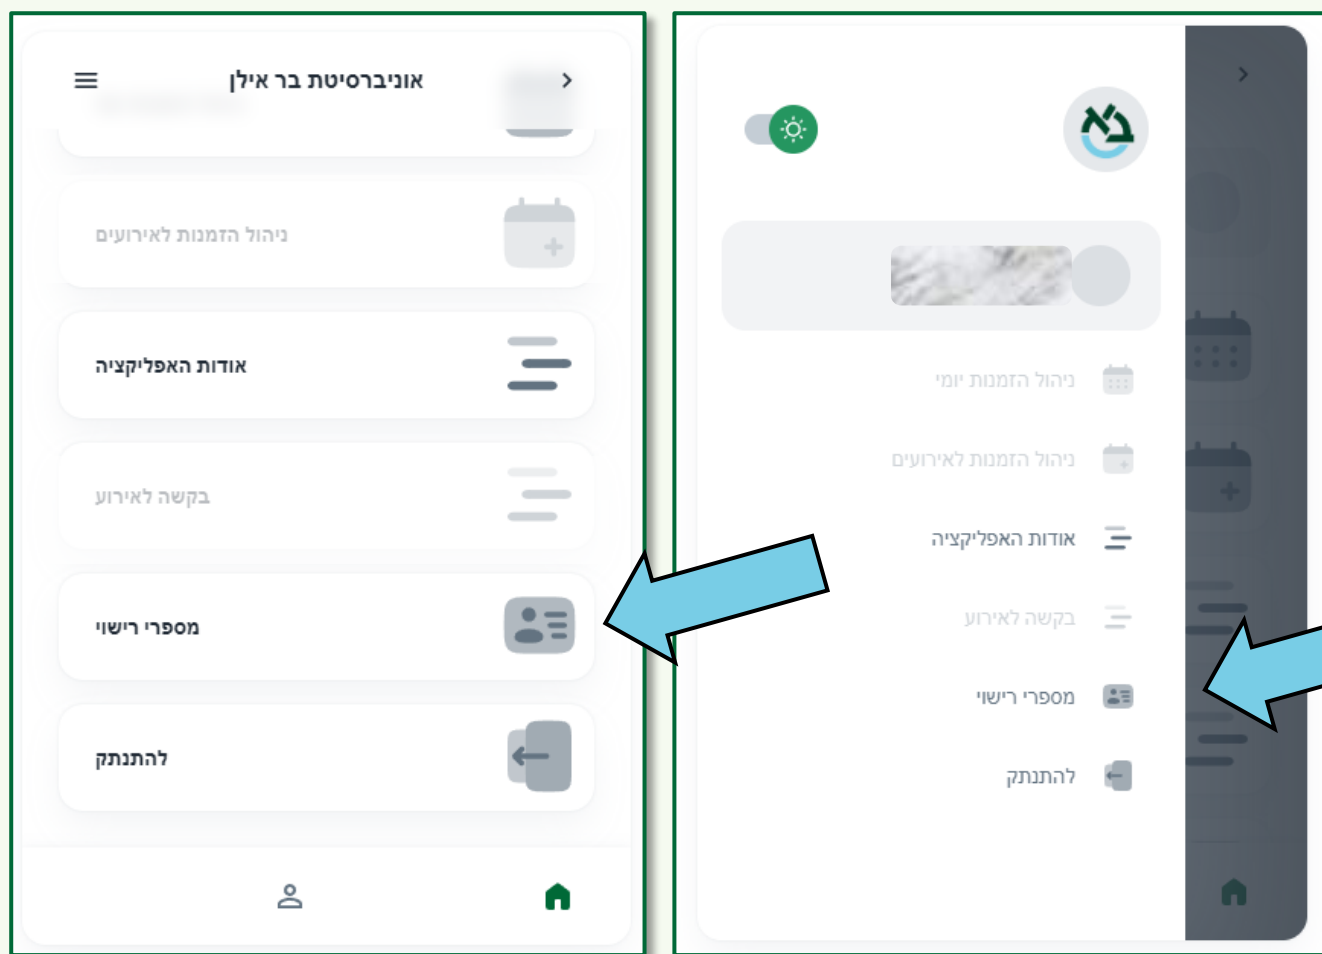 אוניברסיטת בר אילן
ניהול הזמנות לאירועים
אודות האפליקציה
בקשה לאירוע
מספרי רישוי
להתנתק
בא
ניהול הזמנות יומי
ניהול הזמנות לאירועים
אודות האפליקציה
בקשה לאירוע
מספרי רישוי
להתנתק